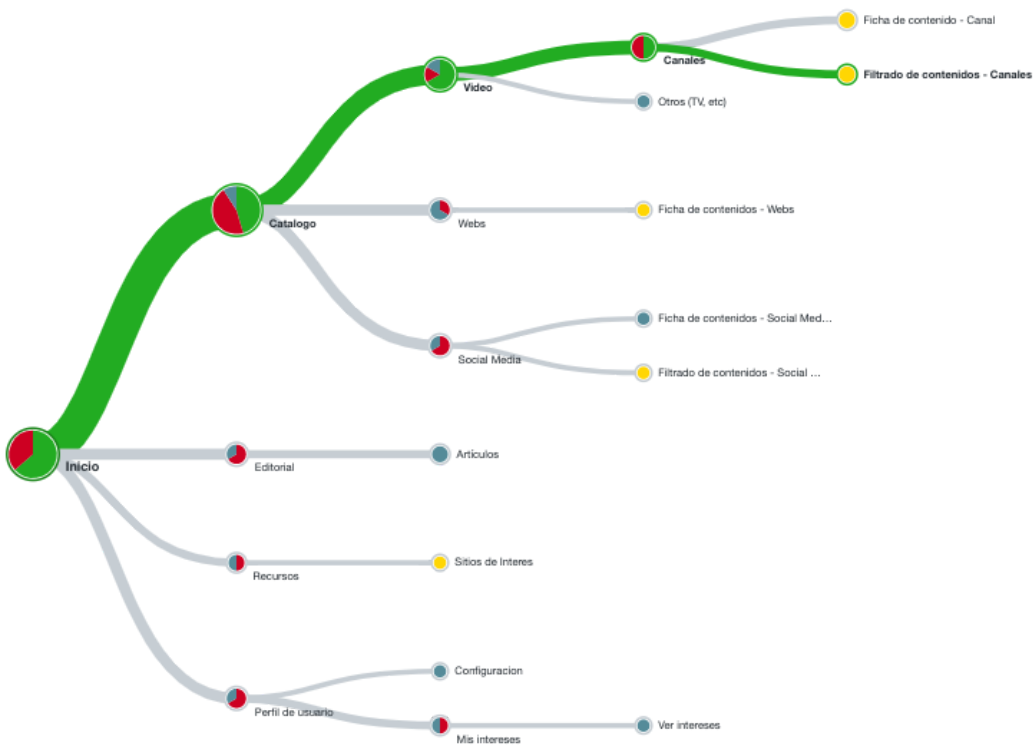 Ficha de contenido - Canal
Canales
Filtrado de contenidos - Canales
Video
Otros (TV, etc)
Catalogo
Webs
Ficha de contenidos - Webs
Ficha de contenidos - Social Med...
Social Media
Filtrado de contenidos - Social ...
Inicio
Editorial
Artículos
Recursos
Sitios de Interes
Configuracion
Perfil de usuario
Mis intereses
Ver intereses